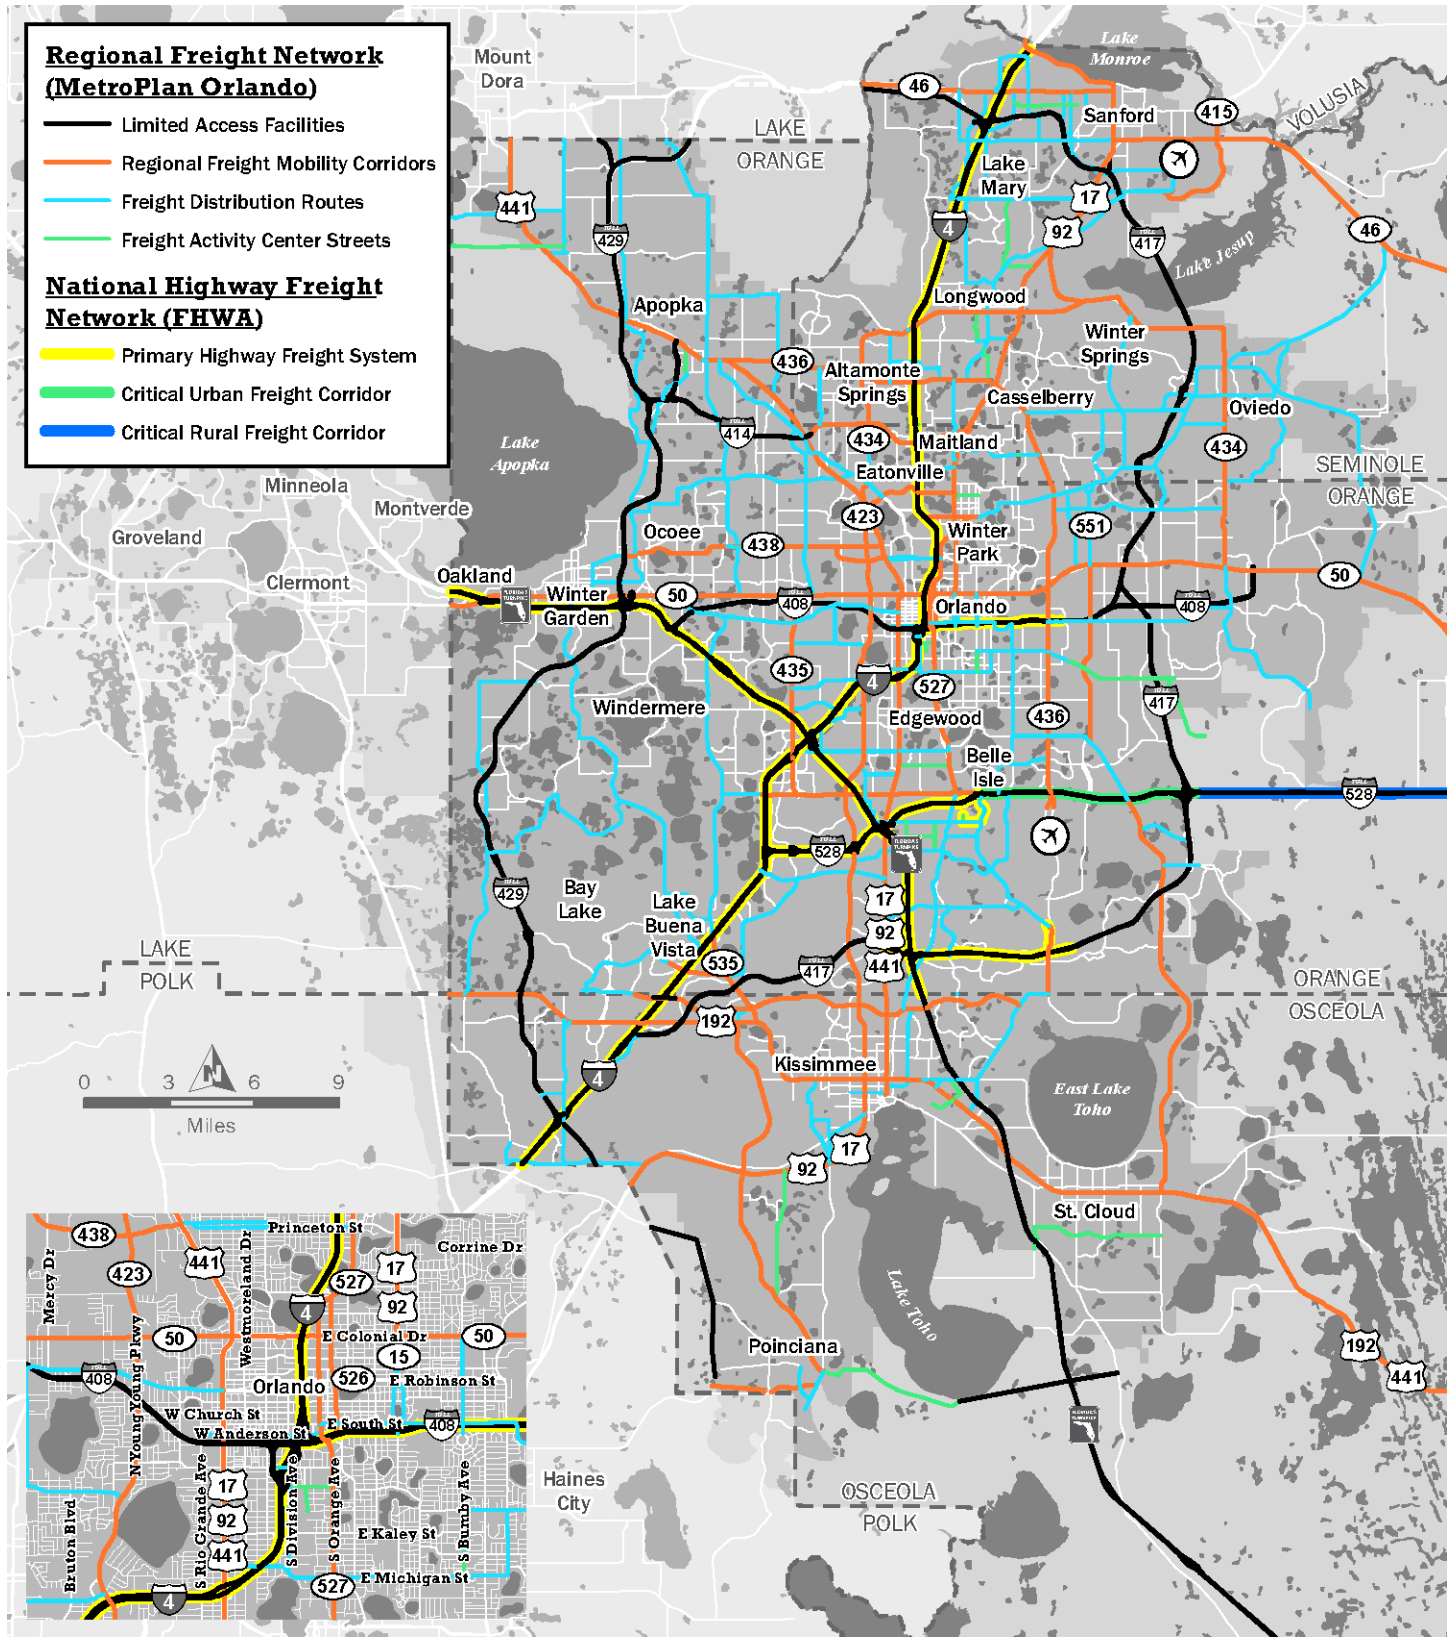 Regional Freight Network
(MetroPlan Orlando)
Limited Access Facilities
Regional Freight Mobility Corridors
Freight Distribution Routes
Freight Activity Center Streets
National Highway Freight
Network (FHWA)
Primary Highway Freight System
Critical Urban Freight Corridor
Critical Rural Freight Corridor
Mount
Dora
Lake
Monroe
46
Sanford
415
VOLUSIA
LAKE
ORANGE
Lake
Mary
17
441
429
4
92
417
46
Lake Jesup
Apopka
Longwood
Winter
Springs
436
Altamonte
Springs
Casselberry
Oviedo
Lake
Apopka
414
434
Maitland
434
Eatonville
SEMINOLE
ORANGE
Minneola
Montverde
423
551
Groveland
Ocoee
438
Winter
Park
Clermont
Oakland
FLORIDA'S
TURNPIKE
Winter
Garden
50
408
Orlando
408
50
435
4
527
417
Windermere
Edgewood
436
Belle
Isle
528
528
FLORIDA'S
TURNPIKE
429
Bay
Lake
Lake
Buena
Vista
17
92
441
LAKE
POLK
535
417
ORANGE
OSCEOLA
192
N
0 3 6 9
Miles
4
Kissimmee
East Lake
Toho
17
92
St. Cloud
Lake Toho
Poinciana
192
441
FLORIDA'S
TURNPIKE
Haines
City
OSCEOLA
POLK
438
Princeton St
Mercy Dr
441
Westmoreland Dr
17
Corrine Dr
423
527
92
4
N Young Young Pkwy
50
E Colonial Dr
50
15
408
Orlando
526
E Robinson St
W Church St
E South St
408
W Anderson St
17
92
441
S Rio Grande Ave
S Division Ave
S Orange Ave
S Bumby Ave
Bruton Blvd
E Kaley St
E Michigan St
527
4